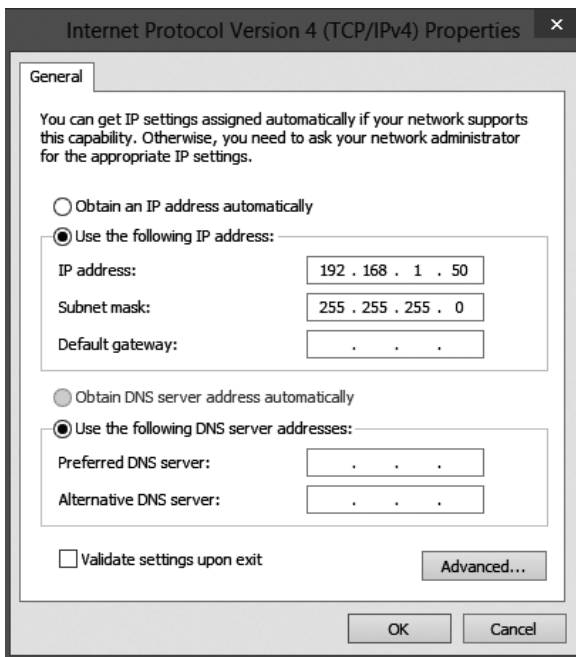 Internet Protocol Version 4 (TCP/IPv4) Properties
×
General
You can get IP settings assigned automatically if your network supports
this capability. Otherwise, you need to ask your network administrator
for the appropriate IP settings.
Obtain an IP address automatically
Use the following IP address:
IP address: 192 . 168 . 1 . 50
Subnet mask: 255 . 255 . 255 . 0
Default gateway: . . .
Obtain DNS server address automatically
Use the following DNS server addresses:
Preferred DNS server: . . .
Alternative DNS server: . . .
Validate settings upon exit
Advanced...
OK Cancel